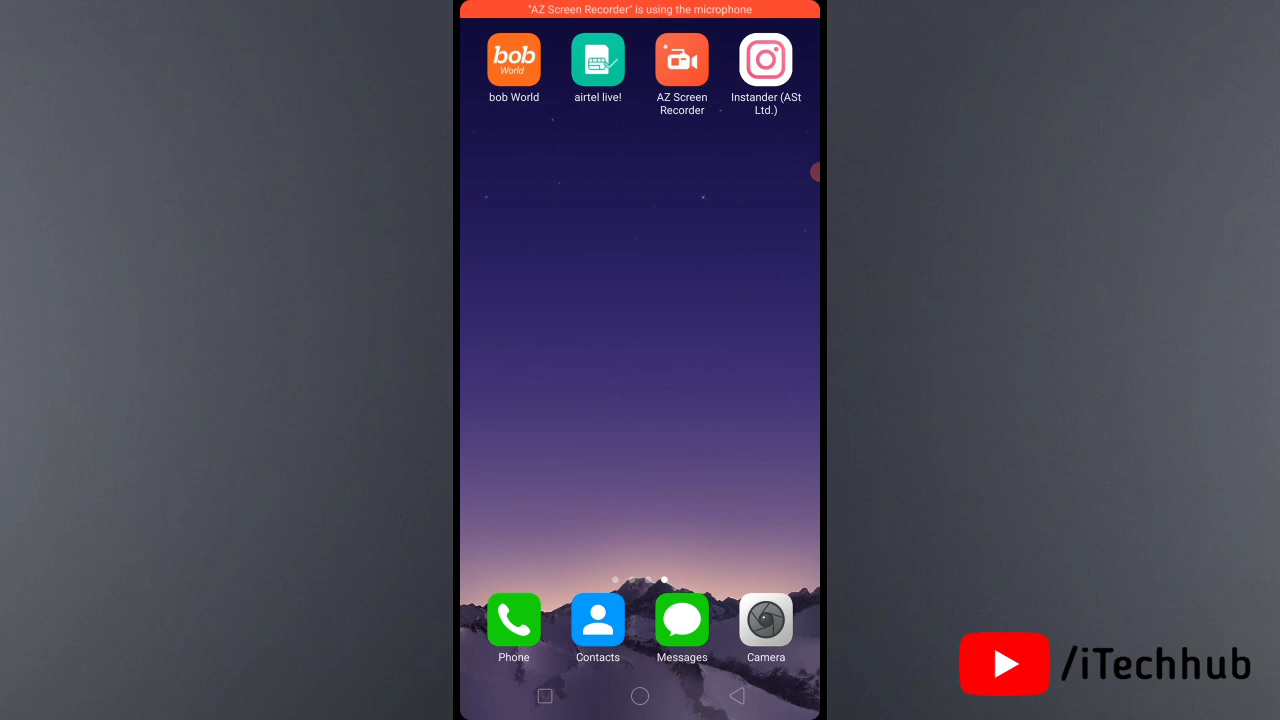 "AZ Screen Recorder" is using the microphone
bob
World
bob World
airtel live!
AZ Screen
Recorder
Instander (ASt
Ltd.)
Phone
Contacts
Messages
Camera
/iTechhub